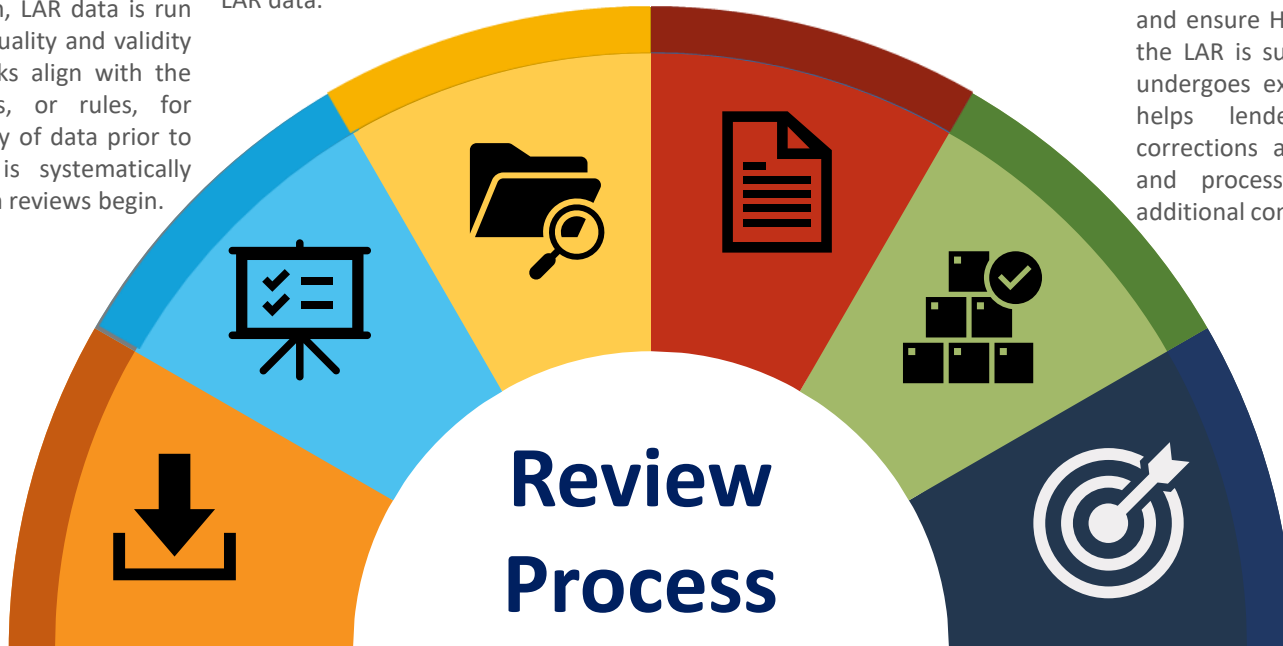 LAR data is run
uality and validity
ks align with the
or rules, for
y of data prior to
is systematically
reviews begin.
LAR data.
and ensure H
the LAR is su
undergoes ex
helps lende
corrections a
and process
additional cor
Review
Process